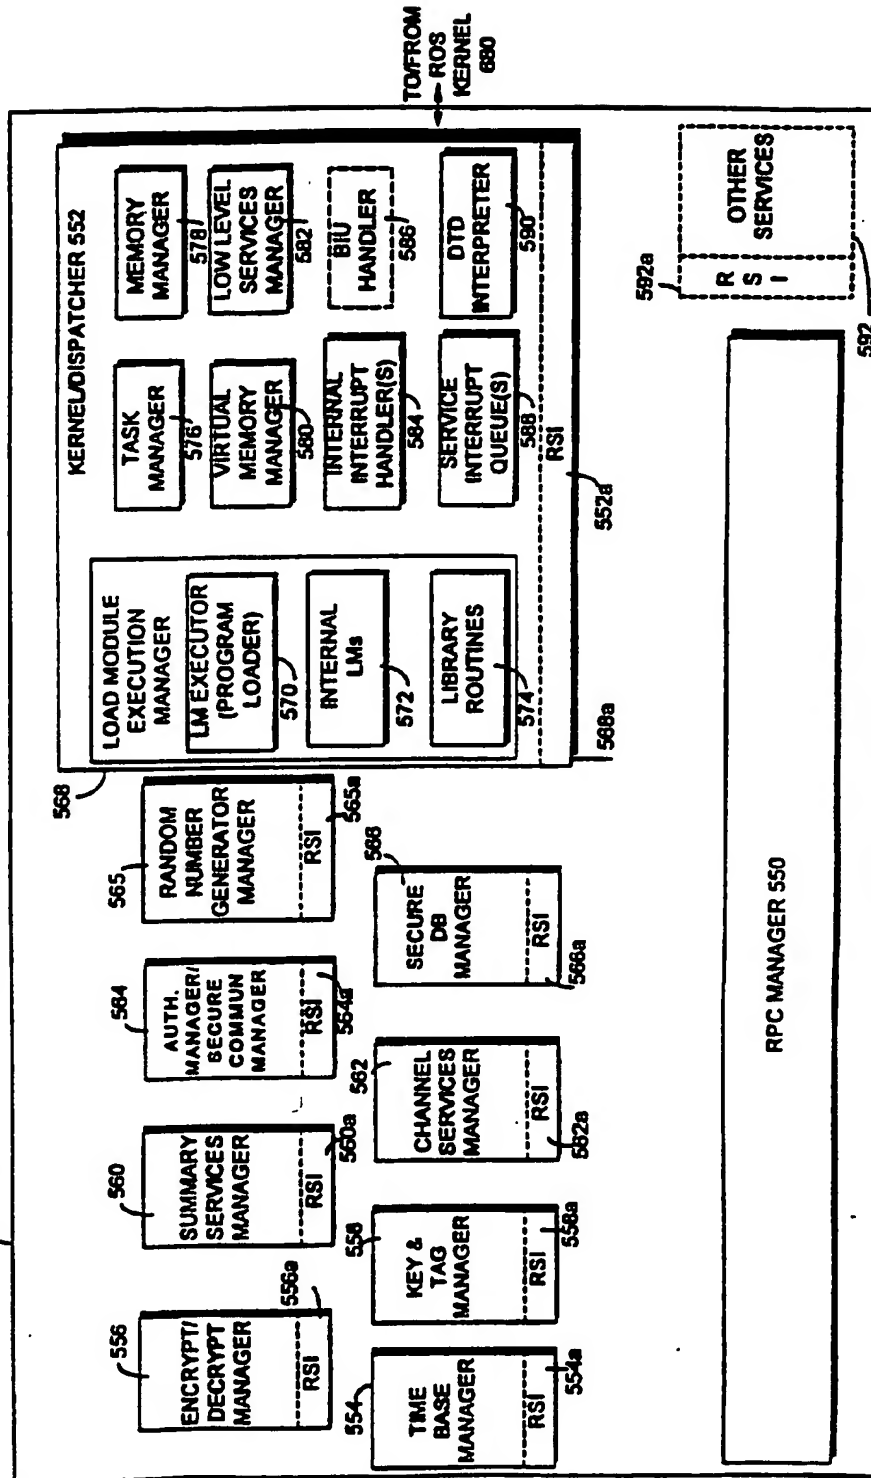 KERNEL/DISPATCHER 552
TO/FROM
ROS
KERNEL
680
568
LOAD MODULE
EXECUTION
MANAGER
LM EXECUTOR
(PROGRAM
LOADER)
570
INTERNAL
LMs
572
LIBRARY
ROUTINES
574
568a
TASK
MANAGER
576
MEMORY
MANAGER
578
VIRTUAL
MEMORY
MANAGER
580
LOW LEVEL
SERVICES
MANAGER
582
INTERNAL
INTERRUPT
HANDLER(S)
584
BIU
HANDLER
586
SERVICE
INTERRUPT
QUEUE(S)
588
DTD
INTERPRETER
590
RSI
552a
556
ENCRYPT/
DECRYPT
MANAGER
RSI
556a
560
SUMMARY
SERVICES
MANAGER
RSI
560a
564
AUTH.
MANAGER/
SECURE
COMMUN
MANAGER
RSI
564a
565
RANDOM
NUMBER
GENERATOR
MANAGER
RSI
565a
554
TIME
BASE
MANAGER
RSI
554a
558
KEY &
TAG
MANAGER
RSI
558a
562
CHANNEL
SERVICES
MANAGER
RSI
562a
566
SECURE
DB
MANAGER
RSI
566a
592a
R
S
I
OTHER
SERVICES
592
RPC MANAGER 550